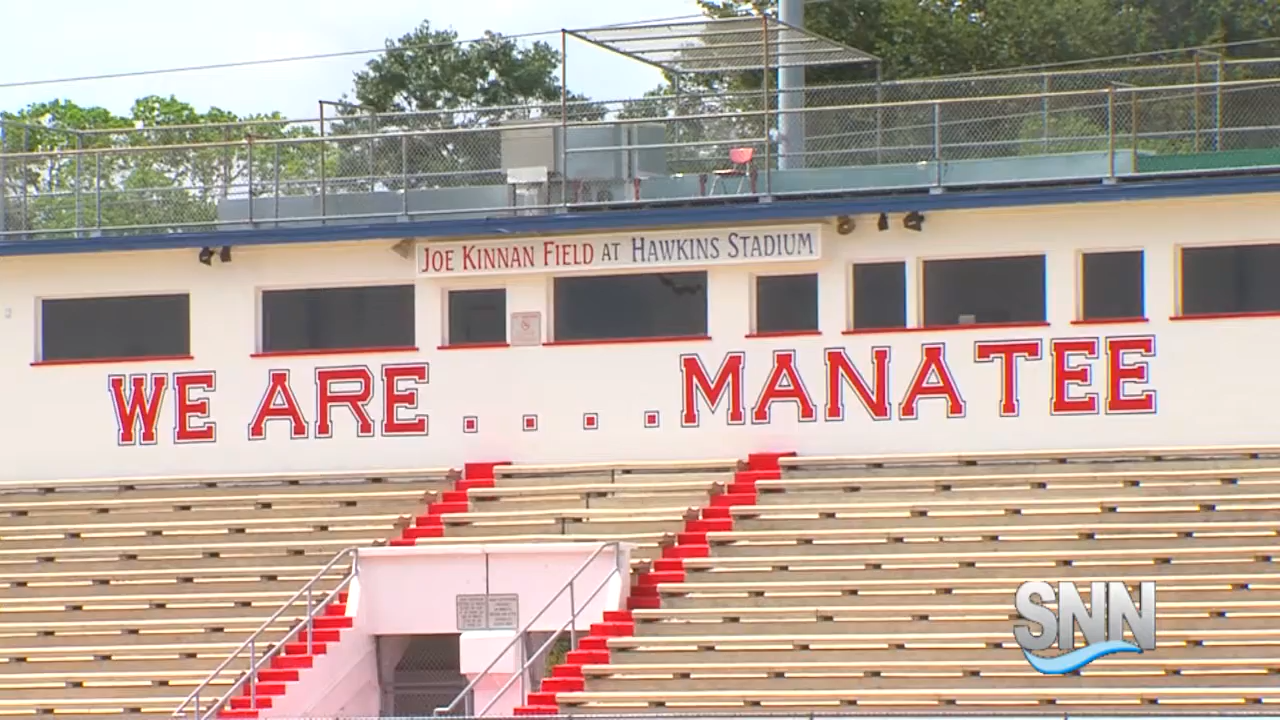 JOE KINNAN FIELD AT HAWKINS STADIUM
WE ARE . . . . MANATEE
SNN